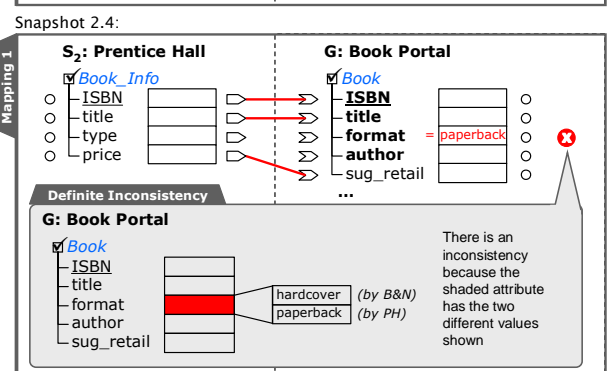 Snapshot 2.4:
Mapping 1
S2: Prentice Hall
G: Book Portal
Book_Info
Book
ISBN
ISBN
title
title
type
format = paperback
price
author
sug_retail
...
Definite Inconsistency
G: Book Portal
Book
ISBN
title
format
author
sug_retail
hardcover (by B&N)
paperback (by PH)
There is an
inconsistency
because the
shaded attribute
has the two
different values
shown